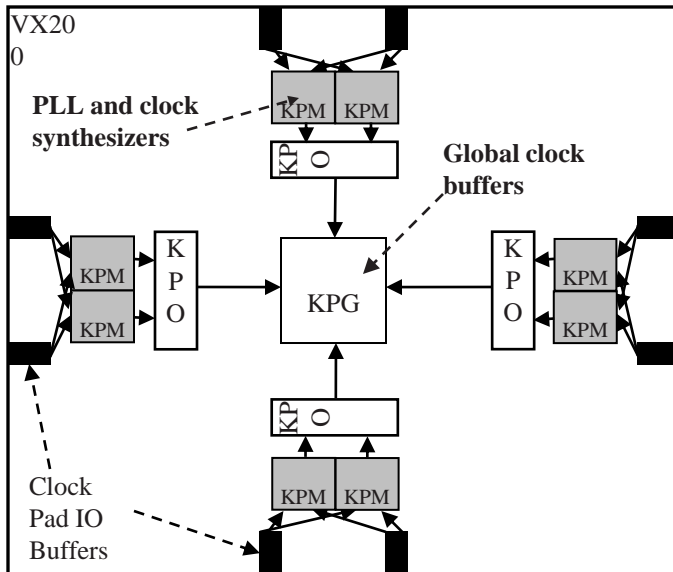 VX20
0
KPM KPM
PLL and clock
synthesizers
KP
O
Global clock
buffers
K
P
O
KPM
KPM
KPG
K
P
O
KPM
KPM
KP
O
KPM KPM
Clock
Pad IO
Buffers